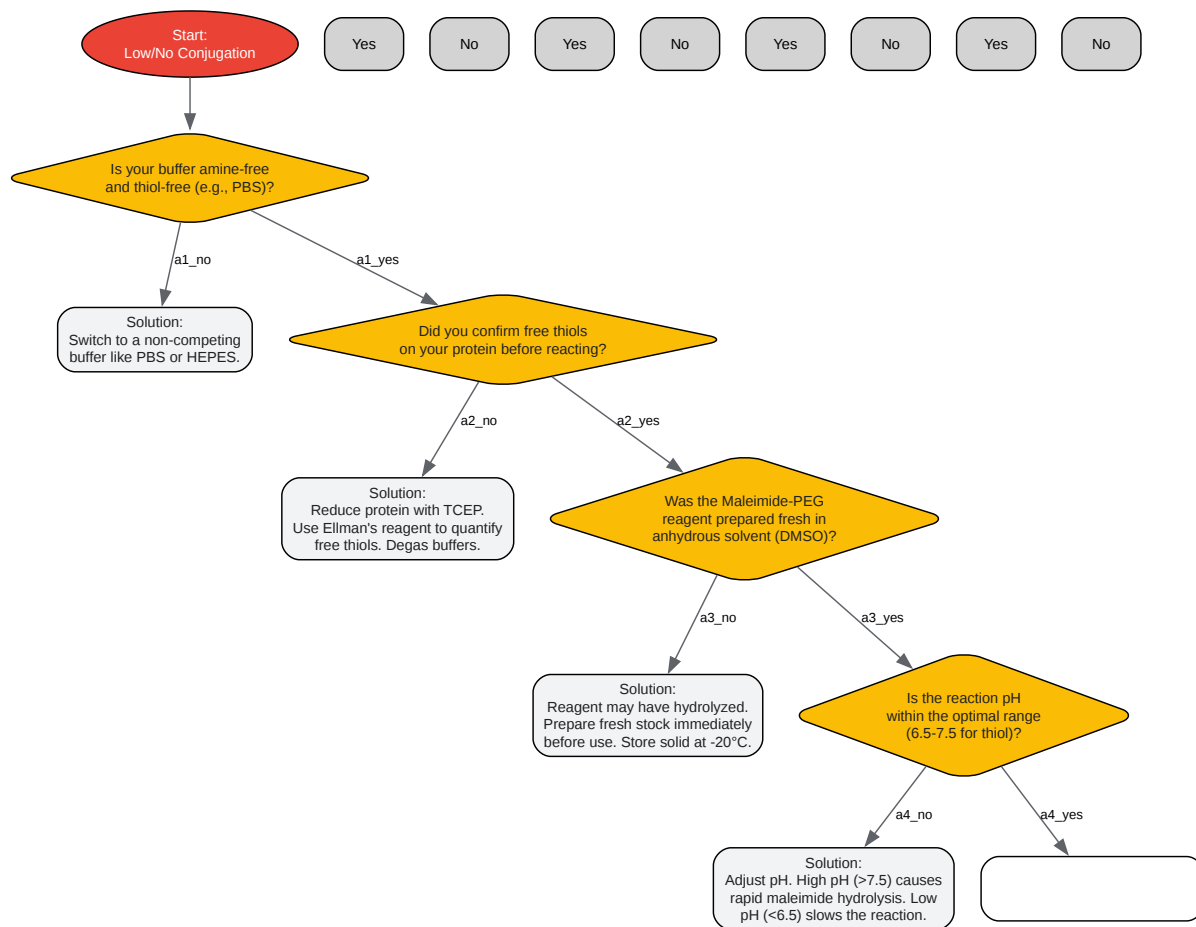 Start:
Low/No Conjugation
Yes
No
Yes
No
Yes
No
Yes
No
Is your buffer amine-free
and thiol-free (e.g., PBS)?
a1_no
a1_yes
Solution:
Switch to a non-competing
buffer like PBS or HEPES.
Did you confirm free thiols
on your protein before reacting?
a2_no
a2_yes
Solution:
Reduce protein with TCEP.
Use Ellman's reagent to quantify
free thiols. Degas buffers.
Was the Maleimide-PEG
reagent prepared fresh in
anhydrous solvent (DMSO)?
a3_no
a3_yes
Solution:
Reagent may have hydrolyzed.
Prepare fresh stock immediately
before use. Store solid at -20°C.
Is the reaction pH
within the optimal range
(6.5-7.5 for thiol)?
a4_no
a4_yes
Solution:
Adjust pH. High pH (>7.5) causes
rapid maleimide hydrolysis. Low
pH (<6.5) slows the reaction.